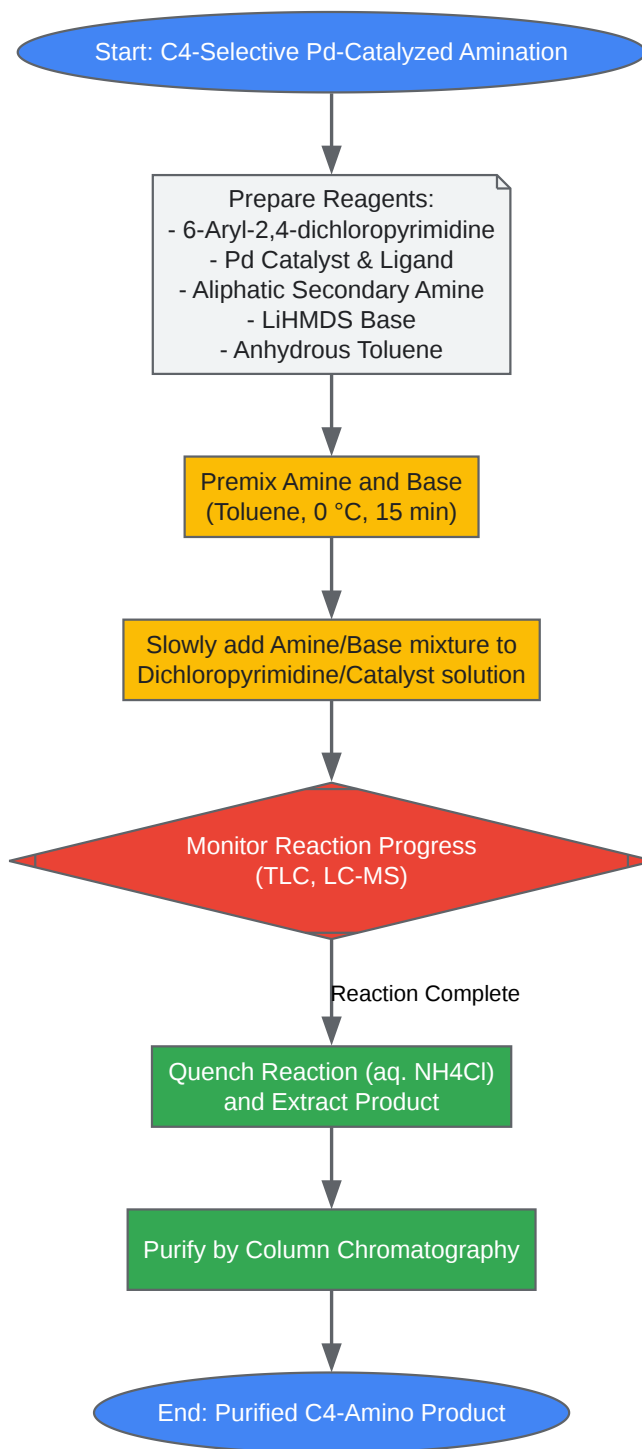 Start: C4-Selective Pd-Catalyzed Amination
Prepare Reagents:
- 6-Aryl-2,4-dichloropyrimidine
- Pd Catalyst & Ligand
- Aliphatic Secondary Amine
- LiHMDS Base
- Anhydrous Toluene
Premix Amine and Base
(Toluene, 0 °C, 15 min)
Slowly add Amine/Base mixture to
Dichloropyrimidine/Catalyst solution
Monitor Reaction Progress
(TLC, LC-MS)
Reaction Complete
Quench Reaction (aq. NH4Cl)
and Extract Product
Purify by Column Chromatography
End: Purified C4-Amino Product